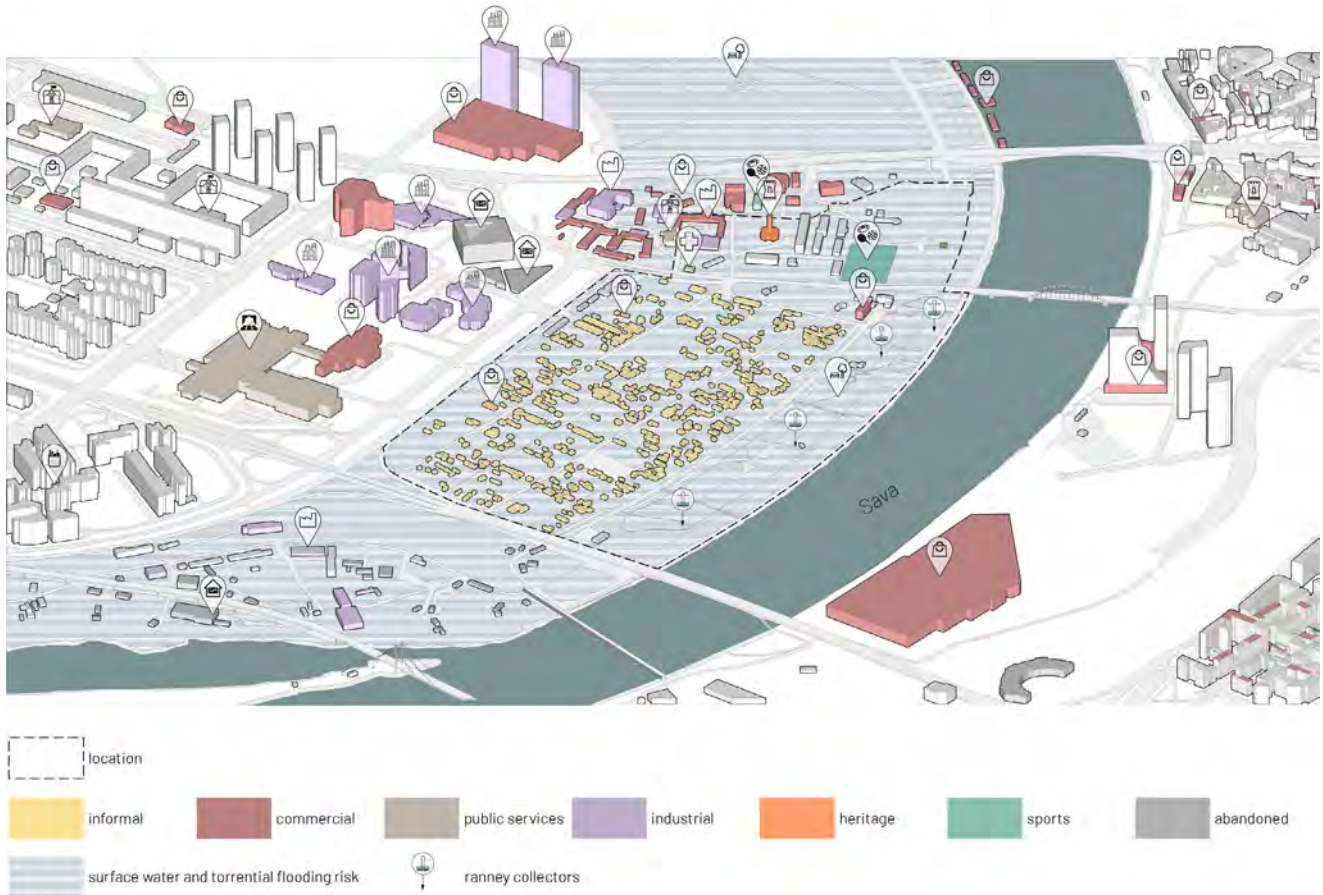 Sava
location
informal
commercial
public services
industrial
heritage
sports
abandoned
surface water and torrential flooding risk
ranney collectors